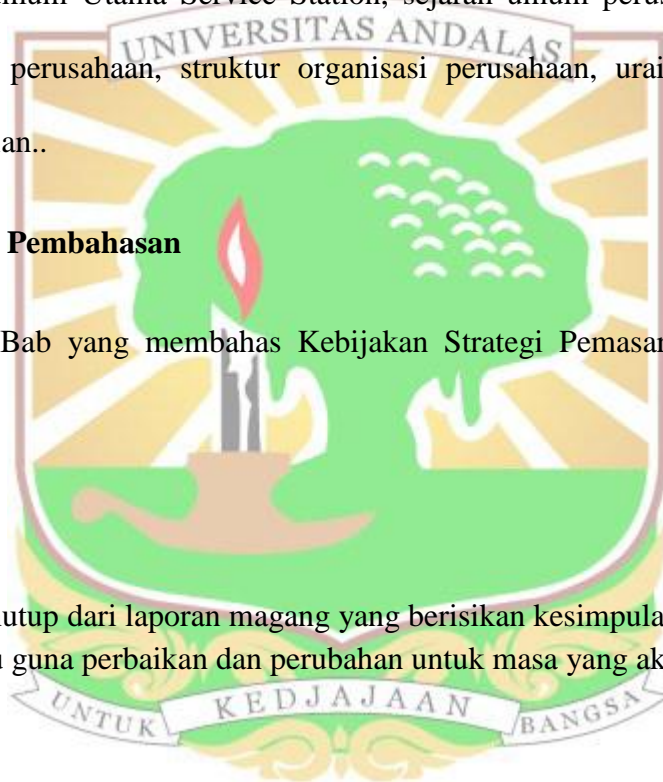 Utama Service Station, sejarah umum perus
UNIVERSITAS ANDALAS
perusahaan, struktur organisasi perusahaan, urai
an..
Pembahasan
Bab yang membahas Kebijakan Strategi Pemasar
utup dari laporan magang yang berisikan kesimpula
u guna perbaikan dan perubahan untuk masa yang ak
UNTUK KEDJAJAAN BANGSA